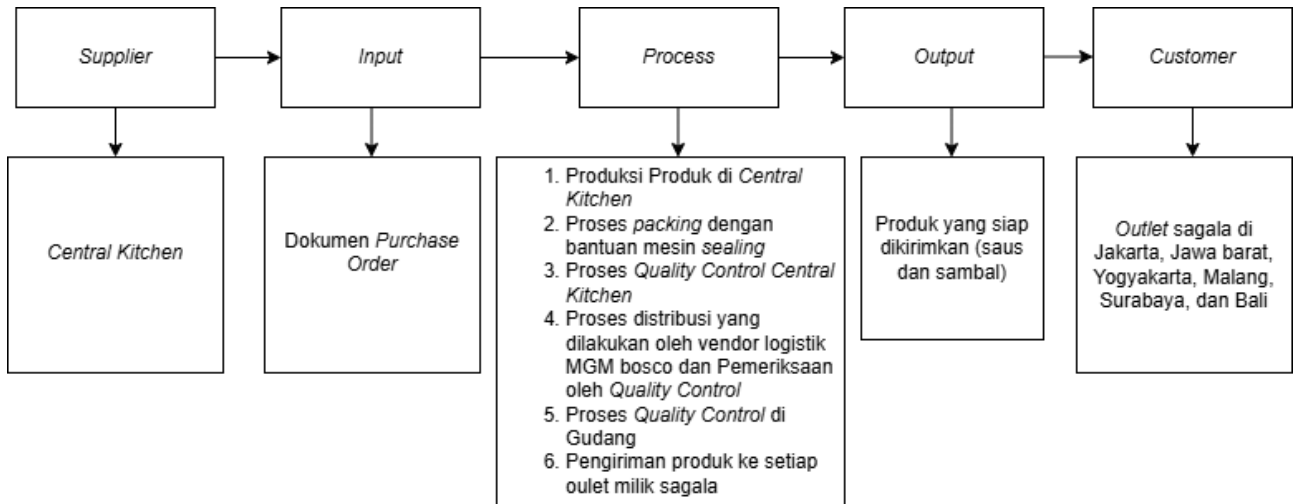 Supplier
Input
Process
Output
Customer
Central Kitchen
Dokumen Purchase
Order
1. Produksi Produk di Central
Kitchen
2. Proses packing dengan
bantuan mesin sealing
3. Proses Quality Control Central
Kitchen
4. Proses distribusi yang
dilakukan oleh vendor logistik
MGM bosco dan Pemeriksaan
oleh Quality Control
5. Proses Quality Control di
Gudang
6. Pengiriman produk ke setiap
oulet milik sagala
Produk yang siap
dikirimkan (saus
dan sambal)
Outlet sagala di
Jakarta, Jawa barat,
Yogyakarta, Malang,
Surabaya, dan Bali